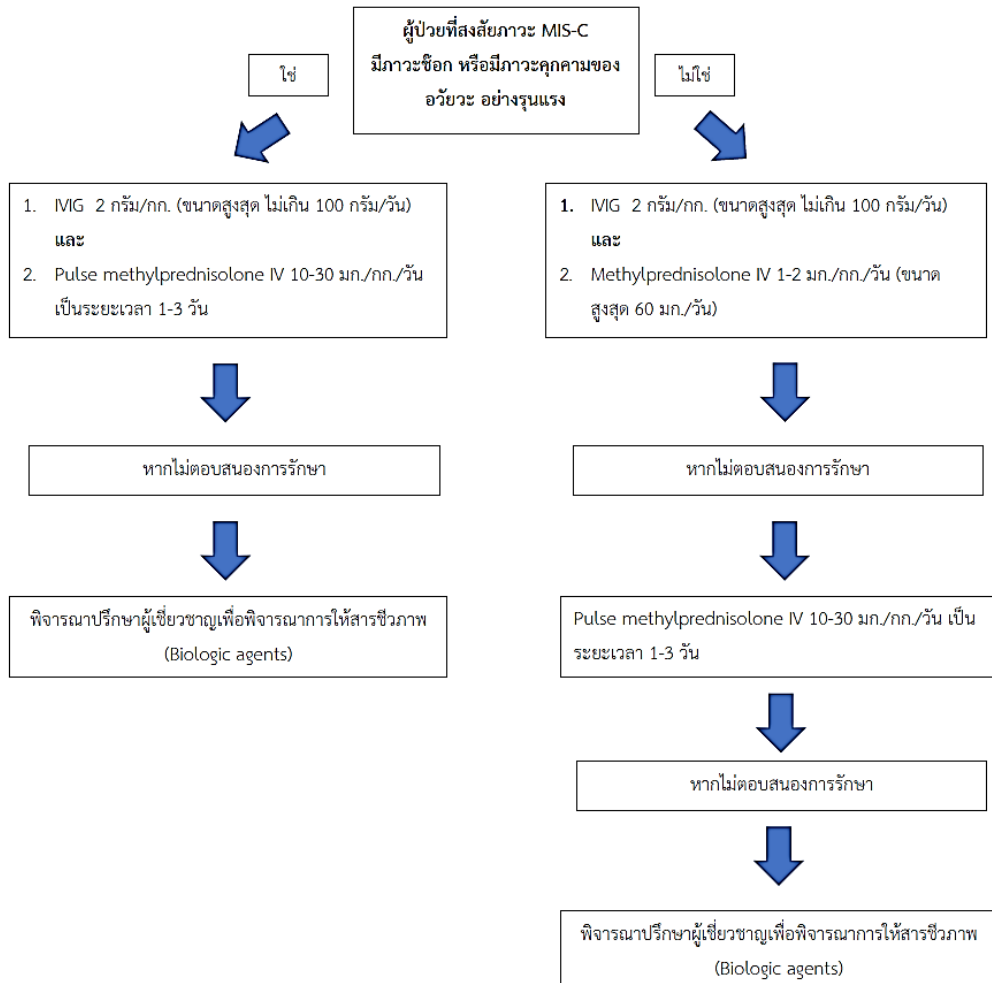 ผู้ป่วยที่สงสัยภาวะ MIS-C
มีภาวะช๊อก หรือมีภาวะคุกคามของ
อวัยวะ อย่างรุนแรง
ใช่
ไม่ใช่
1. IVIG 2 กรัม/กก. (ขนาดสูงสุด ไม่เกิน 100 กรัม/วัน)
และ
2. Pulse methylprednisolone IV 10-30 มก./กก./วัน
เป็นระยะเวลา 1-3 วัน
หากไม่ตอบสนองการรักษา
พิจารณาปรึกษาผู้เชี่ยวชาญเพื่อพิจารณาการให้สารชีวภาพ
(Biologic agents)
1. IVIG 2 กรัม/กก. (ขนาดสูงสุด ไม่เกิน 100 กรัม/วัน)
และ
2. Methylprednisolone IV 1-2 มก./กก./วัน (ขนาด
สูงสุด 60 มก./วัน)
หากไม่ตอบสนองการรักษา
Pulse methylprednisolone IV 10-30 มก./กก./วัน เป็น
ระยะเวลา 1-3 วัน
หากไม่ตอบสนองการรักษา
พิจารณาปรึกษาผู้เชี่ยวชาญเพื่อพิจารณาการให้สารชีวภาพ
(Biologic agents)